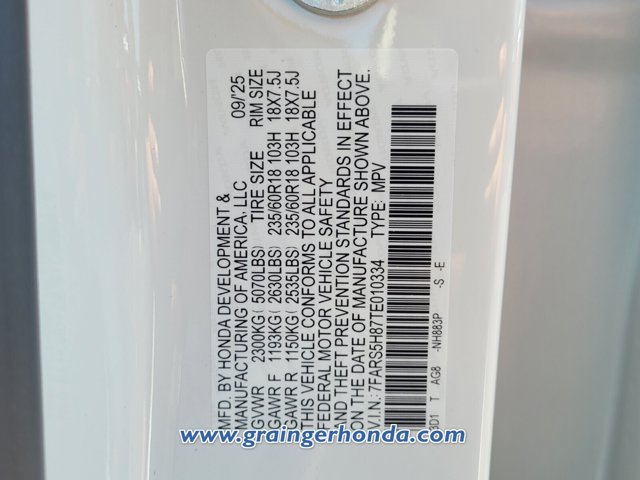 MFD. BY HONDA DEVELOPMENT & 09/'25
MANUFACTURING OF AMERICA, LLC
GVWR 2300KG ( 5070LBS) TIRE SIZE RIM SIZE
GAWR F 1193KG ( 2630LBS) 235/60R18 103H 18X7.5J
GAWR R 1150KG ( 2535LBS) 235/60R18 103H 18X7.5J
THIS VEHICLE CONFORMS TO ALL APPLICABLE
FEDERAL MOTOR VEHICLE SAFETY
AND THEFT PREVENTION STANDARDS IN EFFECT
ON THE DATE OF MANUFACTURE SHOWN ABOVE.
V.I.N: 7FARS5H87TE010334 TYPE: MPV
T AG8 -NH883P -S -E
www.graingerhonda.com